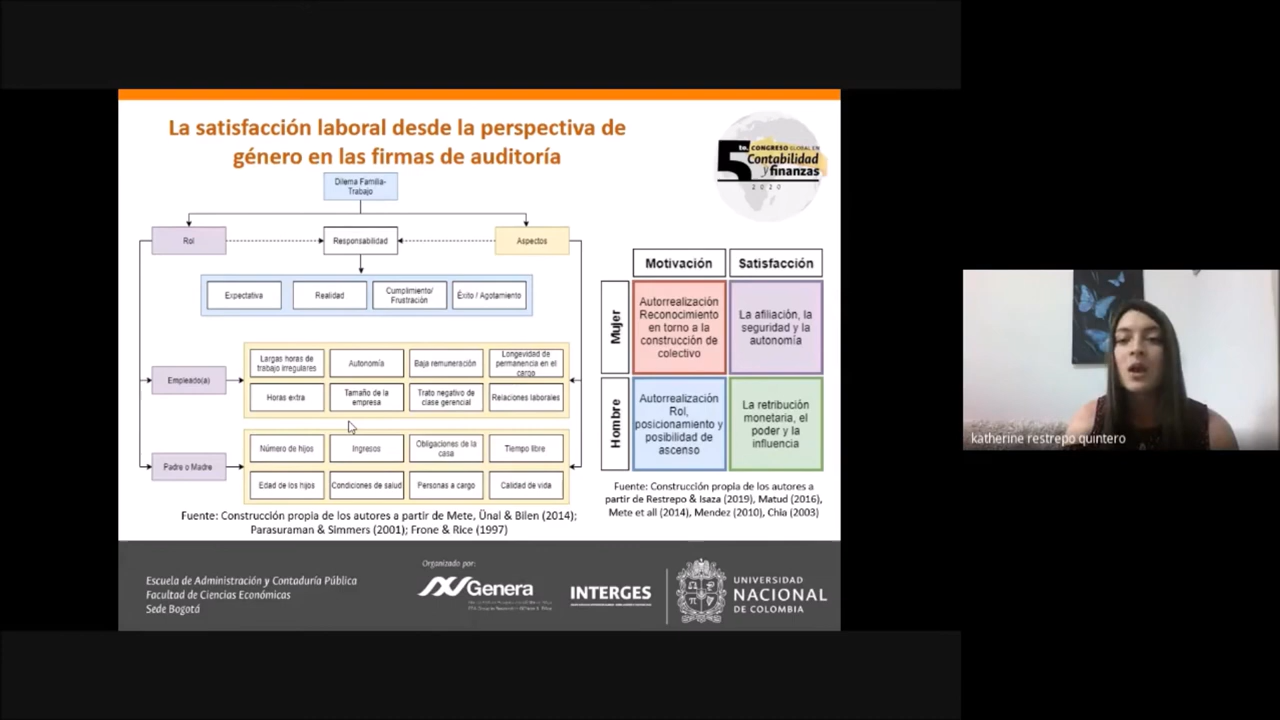 La satisfacción laboral desde la perspectiva de
género en las firmas de auditoría
5to. CONGRESO GLOBAL EN
Contabilidad
y finanzas
2020
Dilema Familia-
Trabajo
Rol
Responsabilidad
Aspectos
Expectativa
Realidad
Cumplimiento/
Frustración
Éxito / Agotamiento
Empleado(a)
Largas horas de
trabajo irregulares
Autonomía
Baja remuneración
Longevidad de
permanencia en el
cargo
Horas extra
Tamaño de la
empresa
Trato negativo de
clase gerencial
Relaciones laborales
Padre o Madre
Número de hijos
Ingresos
Obligaciones de la
casa
Tiempo libre
Edad de los hijos
Condiciones de salud
Personas a cargo
Calidad de vida
Fuente: Construcción propia de los autores a partir de Mete, Ünal & Bilen (2014);
Parasuraman & Simmers (2001); Frone & Rice (1997)
Motivación
Satisfacción
Mujer
Autorrealización
Reconocimiento
en torno a la
construcción de
colectivo
La afiliación, la
seguridad y la
autonomía
Hombre
Autorrealización
Rol,
posicionamiento y
posibilidad de
ascenso
La retribución
monetaria, el
poder y la
influencia
Fuente: Construcción propia de los autores a
partir de Restrepo & Isaza (2019), Matud (2016),
Mete et all (2014), Mendez (2010), Chia (2003)
katherine restrepo quintero
Escuela de Administración y Contaduría Pública
Facultad de Ciencias Económicas
Sede Bogotá
Organizado por:
Genera
INTERGES
UNIVERSIDAD
NACIONAL
DE COLOMBIA